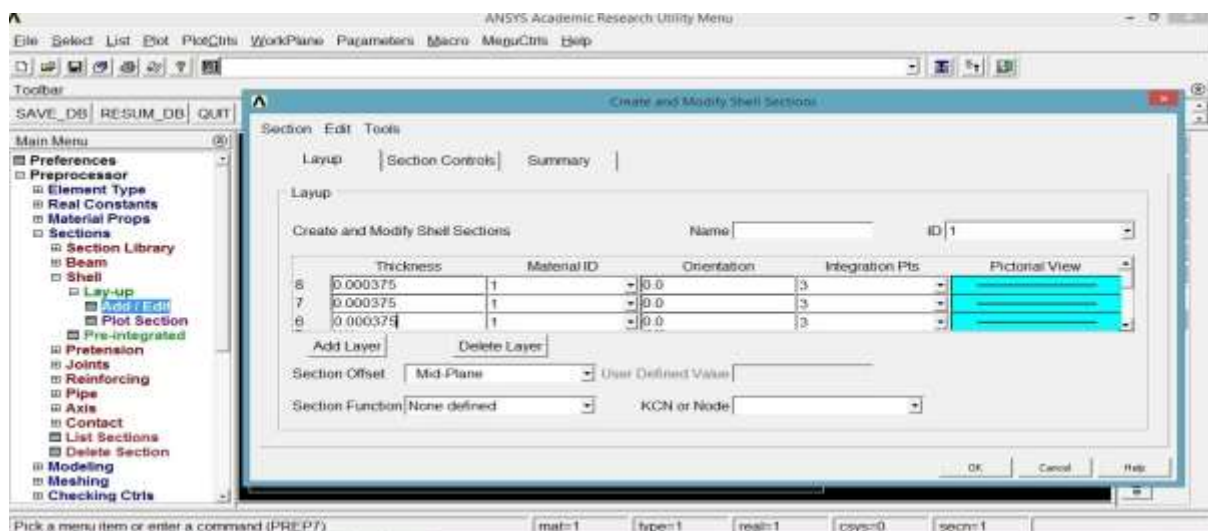 ANSYS Academic Research Utility Menu
File Select List Plot PlotCtrls WorkPlane Parameters Macro MenuCtrls Help
Toolbar
SAVE_DB RESUM_DB QUIT
Main Menu
Preferences
Preprocessor
Element Type
Real Constants
Material Props
Sections
Section Library
Beam
Shell
Lay-up
Add / Edit
Plot Section
Pre-integrated
Pretension
Joints
Reinforcing
Pipe
Axis
Contact
List Sections
Delete Section
Modeling
Meshing
Checking Ctrls
Create and Modify Shell Sections
Section Edit Tools
Layup Section Controls Summary
Layup
Create and Modify Shell Sections Name ID 1
Thickness Material ID Orientation Integration Pts Pictorial View
8 0.000375 1 0.0 3
7 0.000375 1 0.0 3
6 0.000375 1 0.0 3
Add Layer Delete Layer
Section Offset Mid-Plane User Defined Value
Section Function None defined KCN or Node
OK Cancel Help
Pick a menu item or enter a command (PREP7) mat=1 type=1 real=1 csys=0 secn=1